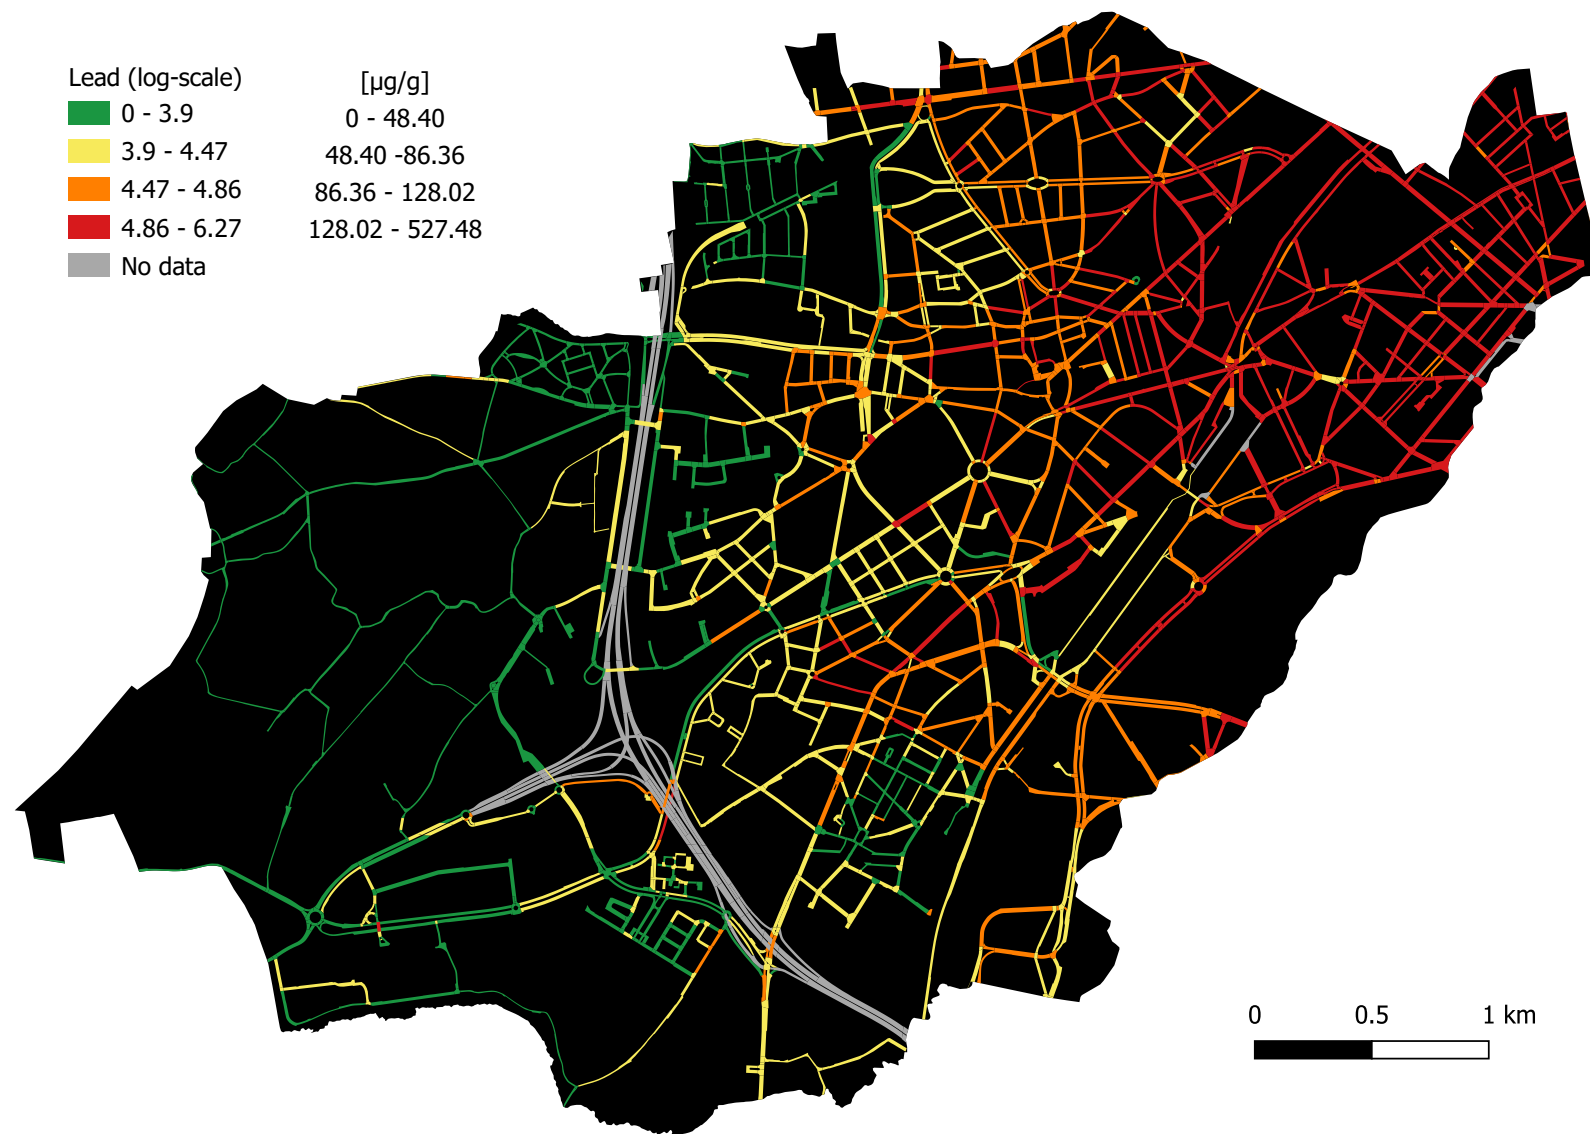 Lead (log-scale) [µg/g]
0 - 3.9 0 - 48.40
3.9 - 4.47 48.40 -86.36
4.47 - 4.86 86.36 - 128.02
4.86 - 6.27 128.02 - 527.48
No data
0 0.5 1 km